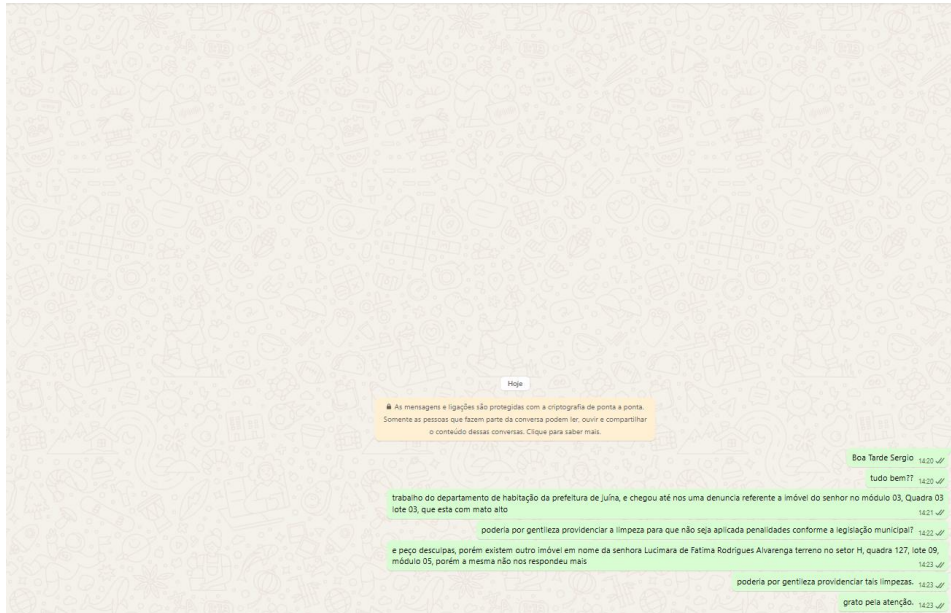 Hoje
As mensagens e ligações são protegidas com a criptografia de ponta a ponta.
Somente as pessoas que fazem parte da conversa podem ler, ouvir e compartilhar
o conteúdo dessas conversas. Clique para saber mais.
Boa Tarde Sergio 14:20
tudo bem?? 14:20
trabalho do departamento de habitação da prefeitura de juína, e chegou até nos uma denuncia referente a imóvel do senhor no módulo 03, Quadra 03
lote 03, que esta com mato alto 14:21
poderia por gentileza providenciar a limpeza para que não seja aplicada penalidades conforme a legislação municipal? 14:22
e peço desculpas, porém existem outro imóvel em nome da senhora Lucimara de Fatima Rodrigues Alvarenga terreno no setor H, quadra 127, lote 09,
módulo 05, porém a mesma não nos respondeu mais 14:23
poderia por gentileza providenciar tais limpezas. 14:23
grato pela atenção. 14:23